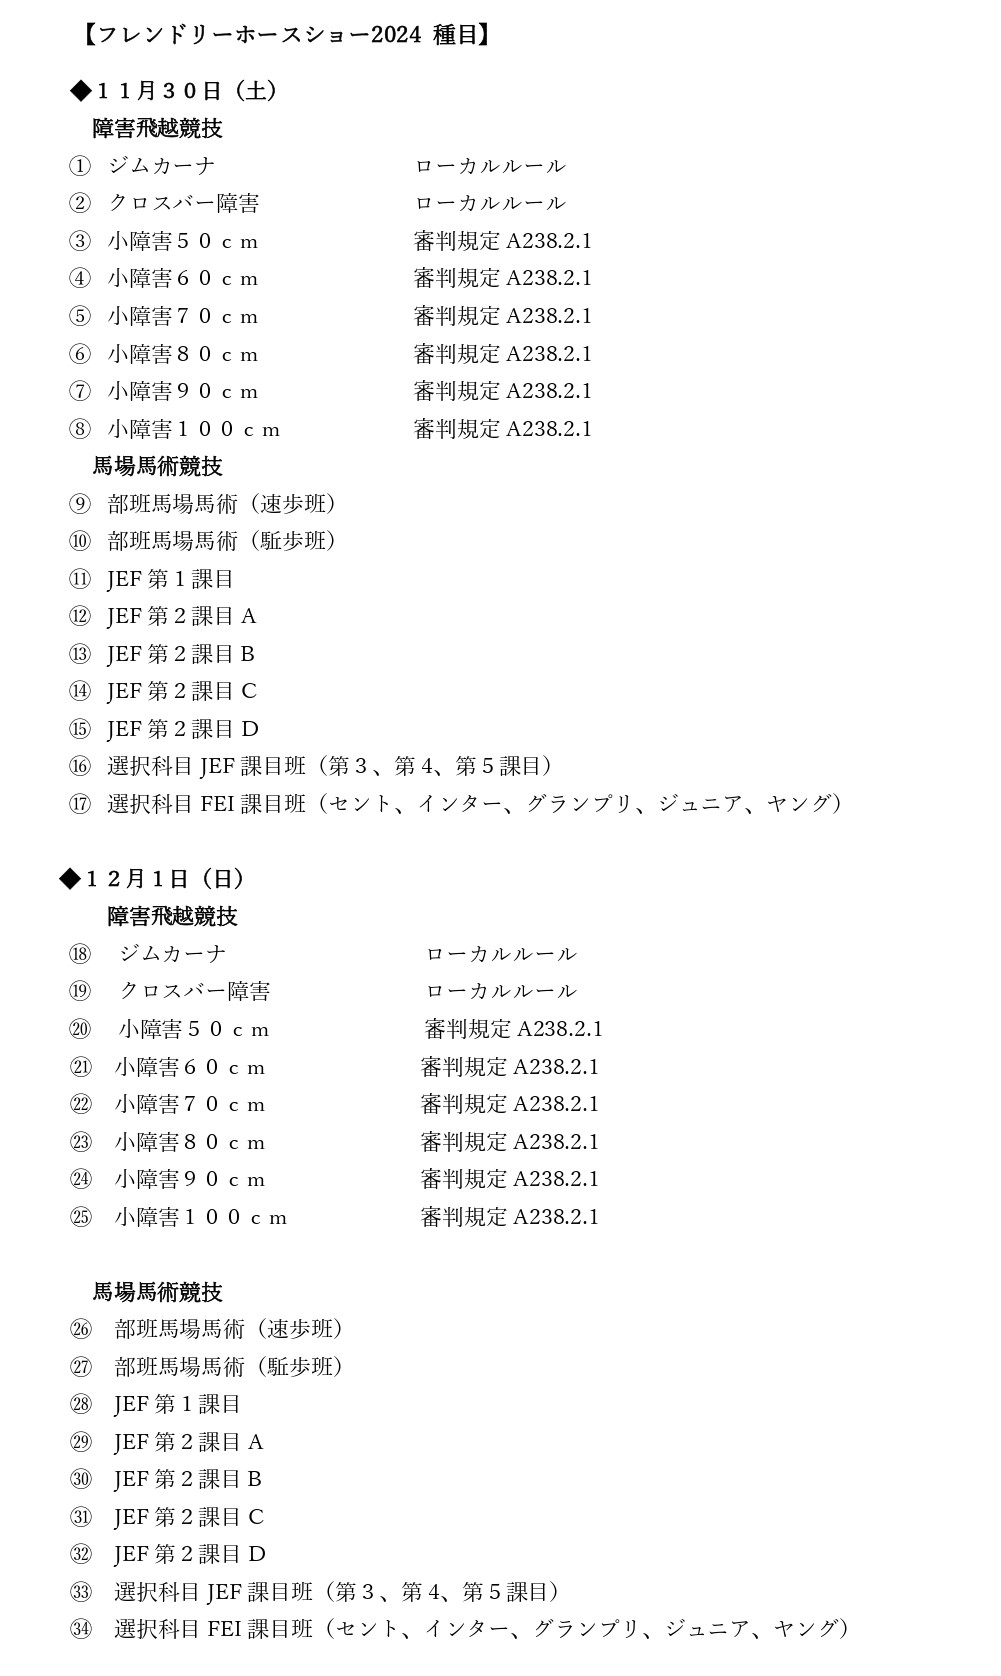 【フレンドリーホースショー2024 種目】
◆１１月３０日（土）
障害飛越競技
① ジムカーナ ローカルルール
② クロスバー障害 ローカルルール
③ 小障害５０ｃｍ 審判規定 A238.2.1
④ 小障害６０ｃｍ 審判規定 A238.2.1
⑤ 小障害７０ｃｍ 審判規定 A238.2.1
⑥ 小障害８０ｃｍ 審判規定 A238.2.1
⑦ 小障害９０ｃｍ 審判規定 A238.2.1
⑧ 小障害１００ｃｍ 審判規定 A238.2.1
馬場馬術競技
⑨ 部班馬場馬術（速歩班）
⑩ 部班馬場馬術（駈歩班）
⑪ JEF 第１課目
⑫ JEF 第２課目 A
⑬ JEF 第２課目 B
⑭ JEF 第２課目 C
⑮ JEF 第２課目 D
⑯ 選択科目 JEF 課目班（第３、第 4、第５課目）
⑰ 選択科目 FEI 課目班（セント、インター、グランプリ、ジュニア、ヤング）
◆１２月１日（日）
障害飛越競技
⑱ ジムカーナ ローカルルール
⑲ クロスバー障害 ローカルルール
⑳ 小障害５０ｃｍ 審判規定 A238.2.1
㉑ 小障害６０ｃｍ 審判規定 A238.2.1
㉒ 小障害７０ｃｍ 審判規定 A238.2.1
㉓ 小障害８０ｃｍ 審判規定 A238.2.1
㉔ 小障害９０ｃｍ 審判規定 A238.2.1
㉕ 小障害１００ｃｍ 審判規定 A238.2.1
馬場馬術競技
㉖ 部班馬場馬術（速歩班）
㉗ 部班馬場馬術（駈歩班）
㉘ JEF 第１課目
㉙ JEF 第２課目 A
㉚ JEF 第２課目 B
㉛ JEF 第２課目 C
㉜ JEF 第２課目 D
㉝ 選択科目 JEF 課目班（第３、第 4、第５課目）
㉞ 選択科目 FEI 課目班（セント、インター、グランプリ、ジュニア、ヤング）